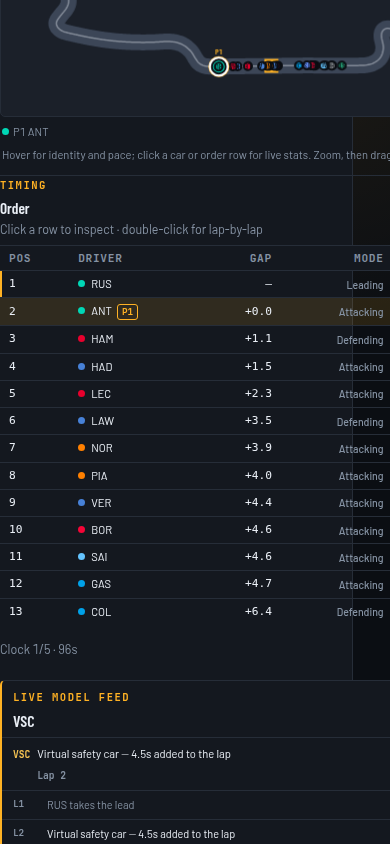 P1
P1 ANT
Hover for identity and pace; click a car or order row for live stats. Zoom, then drag
TIMING
Order
Click a row to inspect · double-click for lap-by-lap
POS DRIVER GAP MODE
1 RUS — Leading
2 ANT P1 +0.0 Attacking
3 HAM +1.1 Defending
4 HAD +1.5 Attacking
5 LEC +2.3 Attacking
6 LAW +3.5 Defending
7 NOR +3.9 Attacking
8 PIA +4.0 Attacking
9 VER +4.4 Attacking
10 BOR +4.6 Attacking
11 SAI +4.6 Attacking
12 GAS +4.7 Attacking
13 COL +6.4 Defending
Clock 1/5 · 96s
LIVE MODEL FEED
VSC
VSC Virtual safety car — 4.5s added to the lap
Lap 2
L1 RUS takes the lead
L2 Virtual safety car — 4.5s added to the lap